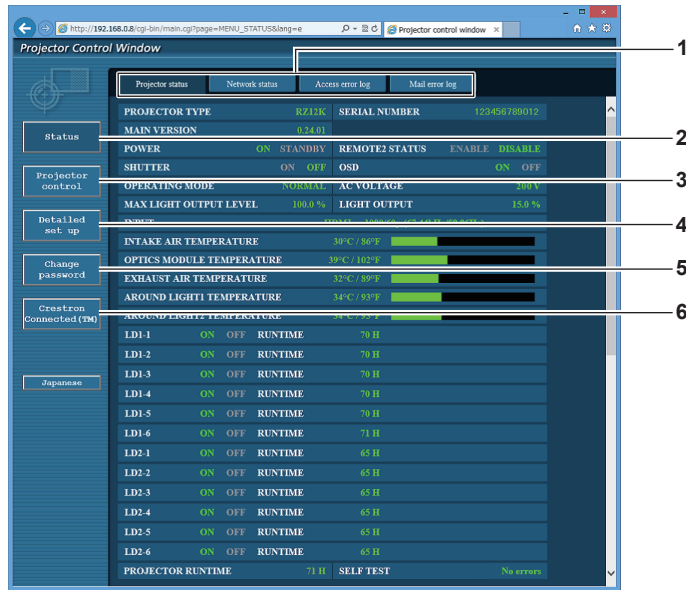 http://192.168.0.8/cgi-bin/main.cgi?page=MENU_STATUS&lang=e
Projector control window
Projector Control Window
1
Projector status Network status Access error log Mail error log
PROJECTOR TYPE RZ12K SERIAL NUMBER 123456789012
MAIN VERSION 0.24.01
Status 2
POWER ON STANDBY REMOTE2 STATUS ENABLE DISABLE
SHUTTER ON OFF OSD ON OFF
Projector control 3
OPERATING MODE NORMAL AC VOLTAGE 200 V
MAX LIGHT OUTPUT LEVEL 100.0 % LIGHT OUTPUT 15.0 %
Detailed set up 4
INPUT
INTAKE AIR TEMPERATURE 30°C / 86°F
OPTICS MODULE TEMPERATURE 39°C / 102°F
Change password 5
EXHAUST AIR TEMPERATURE 32°C / 89°F
AROUND LIGHT1 TEMPERATURE 34°C / 93°F
Crestron Connected(TM) 6
AROUND LIGHT2 TEMPERATURE 34°C / 93°F
LD1-1 ON OFF RUNTIME 70 H
LD1-2 ON OFF RUNTIME 70 H
LD1-3 ON OFF RUNTIME 70 H
Japanese
LD1-4 ON OFF RUNTIME 70 H
LD1-5 ON OFF RUNTIME 70 H
LD1-6 ON OFF RUNTIME 71 H
LD2-1 ON OFF RUNTIME 65 H
LD2-2 ON OFF RUNTIME 65 H
LD2-3 ON OFF RUNTIME 65 H
LD2-4 ON OFF RUNTIME 65 H
LD2-5 ON OFF RUNTIME 65 H
LD2-6 ON OFF RUNTIME 65 H
PROJECTOR RUNTIME 71 H SELF TEST No errors